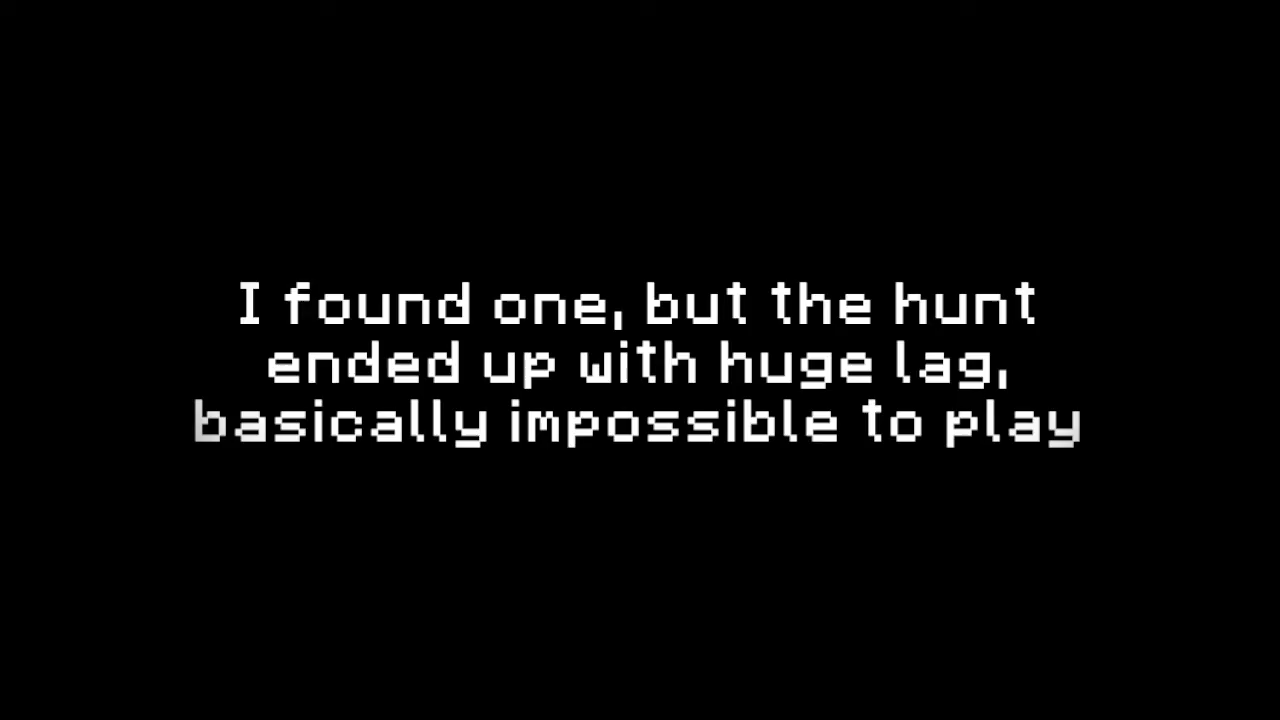 I found one, but the hunt
ended up with huge lag,
basically impossible to play